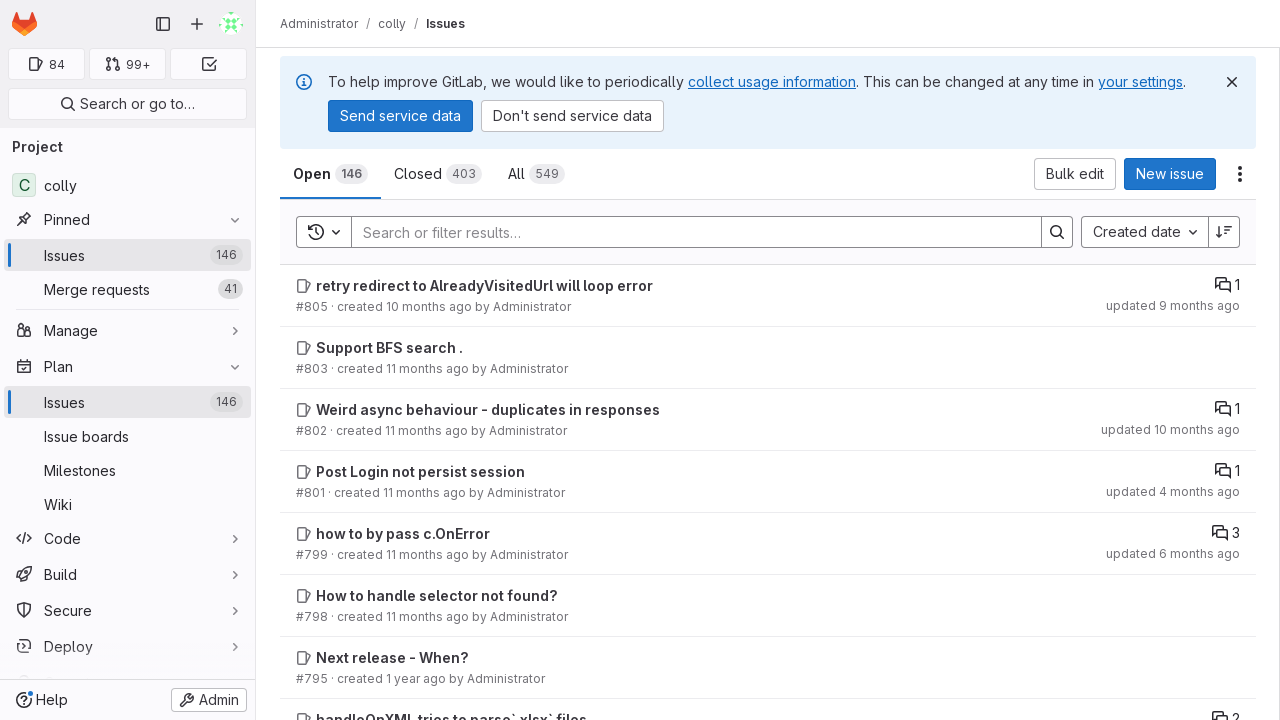 Administrator / colly / Issues
84
99+
Search or go to…
Project
C colly
Pinned
Issues 146
Merge requests 41
Manage
Plan
Issues 146
Issue boards
Milestones
Wiki
Code
Build
Secure
Deploy
Help
Admin
To help improve GitLab, we would like to periodically collect usage information. This can be changed at any time in your settings.
Send service data
Don't send service data
Open 146
Closed 403
All 549
Bulk edit
New issue
Search or filter results…
Created date
retry redirect to AlreadyVisitedUrl will loop error
1
#805 · created 10 months ago by Administrator
updated 9 months ago
Support BFS search .
#803 · created 11 months ago by Administrator
Weird async behaviour - duplicates in responses
1
#802 · created 11 months ago by Administrator
updated 10 months ago
Post Login not persist session
1
#801 · created 11 months ago by Administrator
updated 4 months ago
how to by pass c.OnError
3
#799 · created 11 months ago by Administrator
updated 6 months ago
How to handle selector not found?
#798 · created 11 months ago by Administrator
Next release - When?
#795 · created 1 year ago by Administrator
handleOnXML tries to parse`.xlsx` files
2